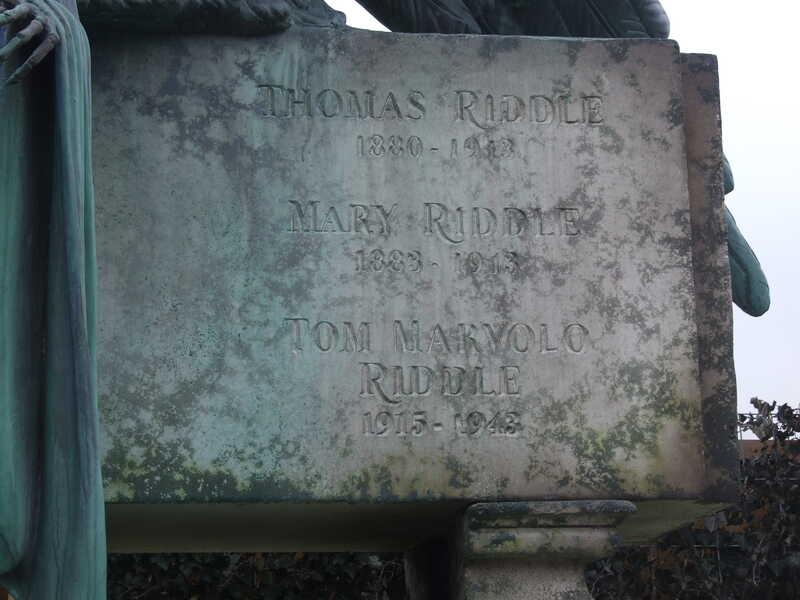 THOMAS RIDDLE
1880 - 1943
MARY RIDDLE
1883 - 1943
TOM MARVOLO
RIDDLE
1915 - 1943